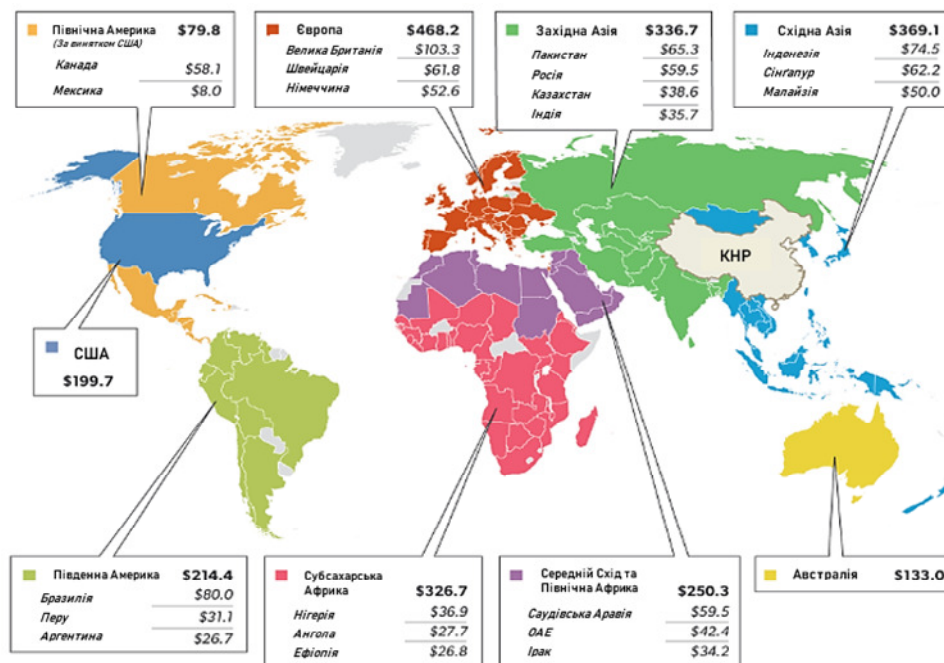 Північна Америка $79.8
(За винятком США)
Канада $58.1
Мексика $8.0
Європа $468.2
Велика Британія $103.3
Швейцарія $61.8
Німеччина $52.6
Західна Азія $336.7
Пакистан $65.3
Росія $59.5
Казахстан $38.6
Індія $35.7
Східна Азія $369.1
Індонезія $74.5
Сінгапур $62.2
Малайзія $50.0
КНР
США
$199.7
Південна Америка $214.4
Бразилія $80.0
Перу $31.1
Аргентина $26.7
Субсахарська
Африка $326.7
Нігерія $36.9
Ангола $27.7
Ефіопія $26.8
Середній Схід та
Північна Африка $250.3
Саудівська Аравія $59.5
ОАЕ $42.4
Ірак $34.2
Австралія $133.0